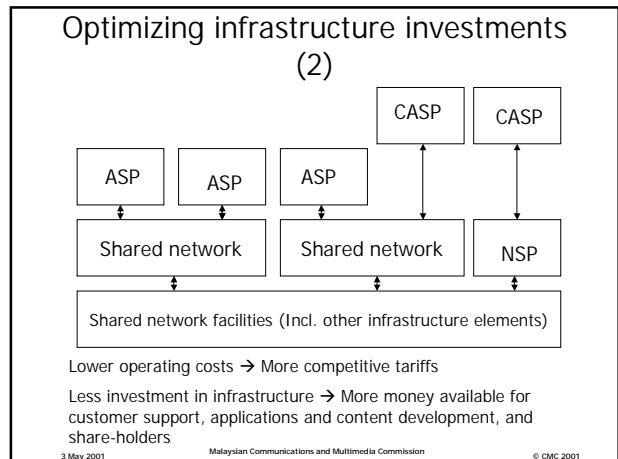 Optimizing infrastructure investments
(2)
CASP
CASP
ASP
ASP
ASP
Shared network
Shared network
NSP
Shared network facilities (Incl. other infrastructure elements)
Lower operating costs → More competitive tariffs
Less investment in infrastructure → More money available for
customer support, applications and content development, and
share-holders
3 May 2001
Malaysian Communications and Multimedia Commission
© CMC 2001